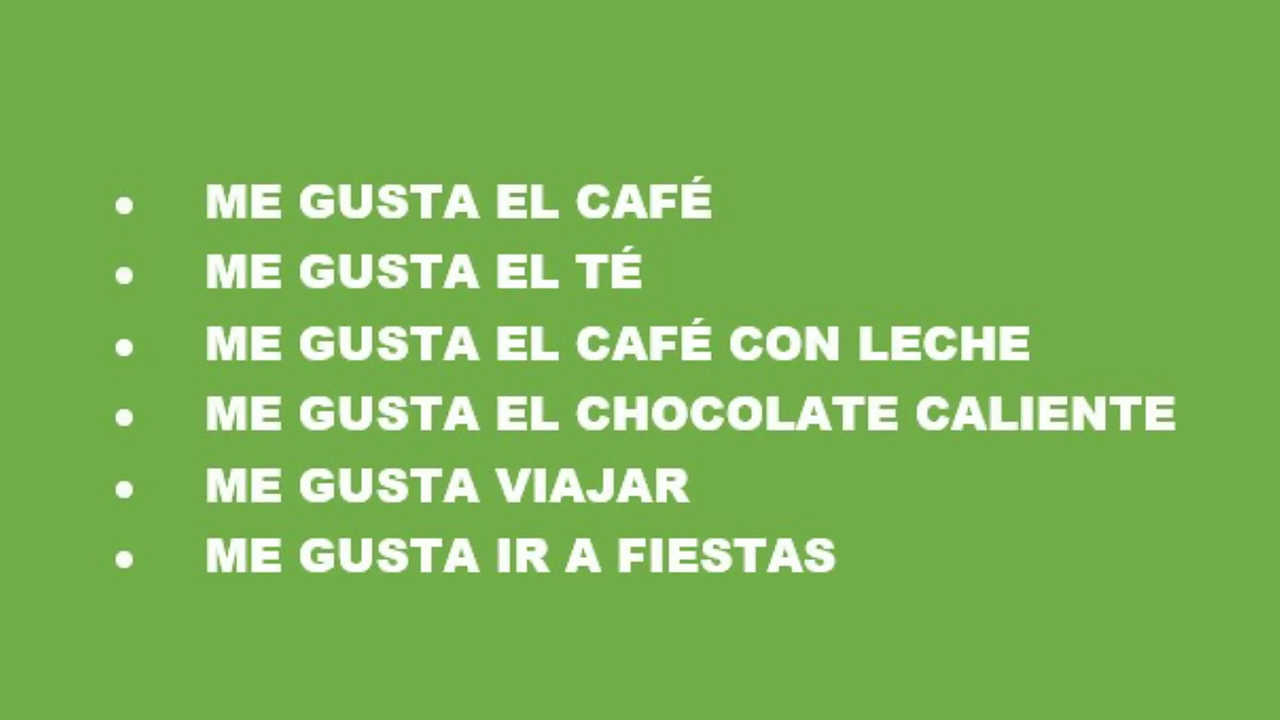 • ME GUSTA EL CAFÉ
• ME GUSTA EL TÉ
• ME GUSTA EL CAFÉ CON LECHE
• ME GUSTA EL CHOCOLATE CALIENTE
• ME GUSTA VIAJAR
• ME GUSTA IR A FIESTAS